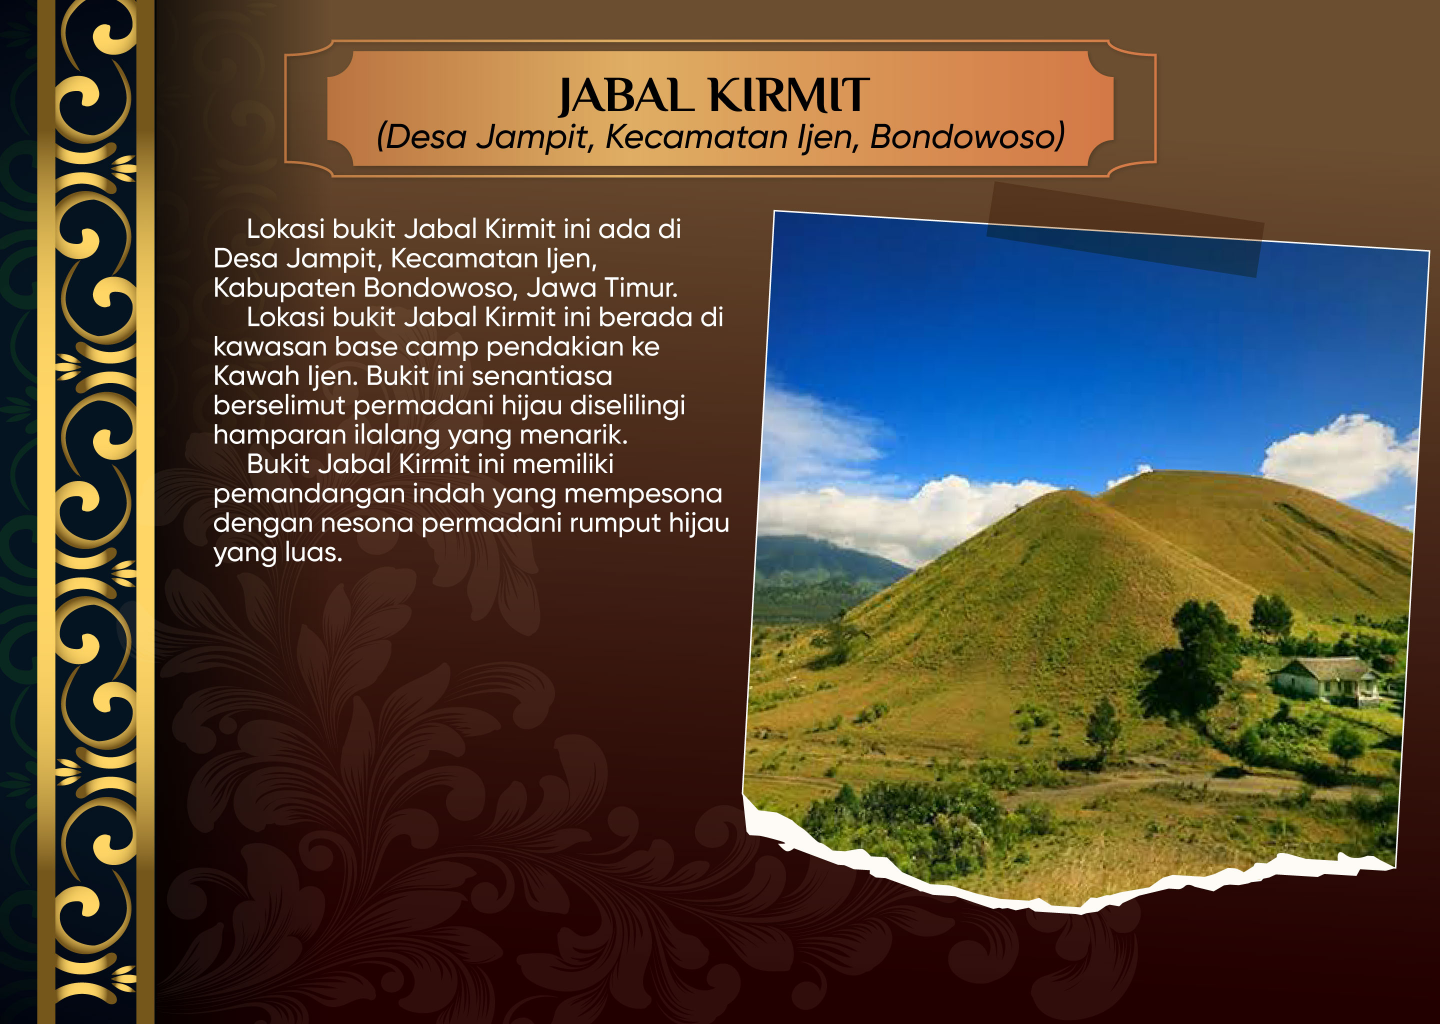 JABAL KIRMIT
(Desa Jampit, Kecamatan Ijen, Bondowoso)
Lokasi bukit Jabal Kirmit ini ada di
Desa Jampit, Kecamatan Ijen,
Kabupaten Bondowoso, Jawa Timur.
Lokasi bukit Jabal Kirmit ini berada di
kawasan base camp pendakian ke
Kawah Ijen. Bukit ini senantiasa
berselimut permadani hijau diselilingi
hamparan ilalang yang menarik.
Bukit Jabal Kirmit ini memiliki
pemandangan indah yang mempesona
dengan nesona permadani rumput hijau
yang luas.